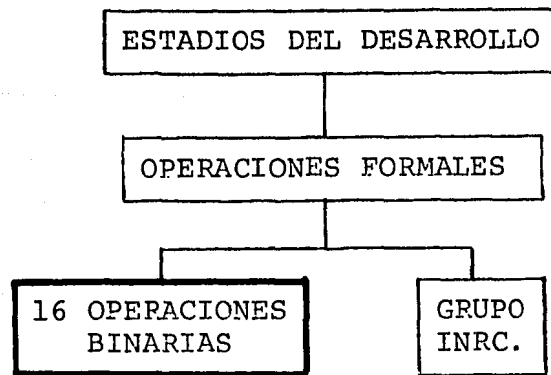 ESTADIOS DEL DESARROLLO
OPERACIONES FORMALES
16 OPERACIONES
BINARIAS
GRUPO
INRC.